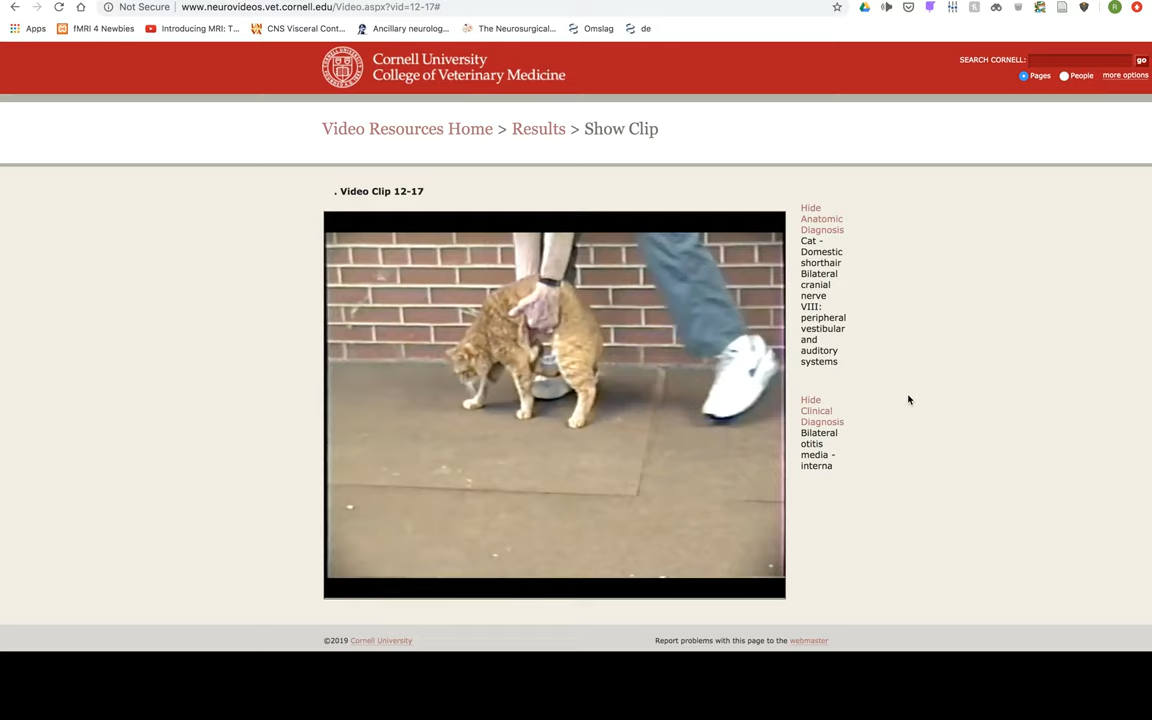 Not Secure www.neurovideos.vet.cornell.edu/Video.aspx?vid=12-17#
Apps fMRI 4 Newbies Introducing MRI: T... CNS Visceral Cont... Ancillary neurolog... The Neurosurgical... Omslag de
Cornell University
College of Veterinary Medicine
SEARCH CORNELL: go
Pages People more options
Video Resources Home > Results > Show Clip
. Video Clip 12-17
Hide
Anatomic
Diagnosis
Cat -
Domestic
shorthair
Bilateral
cranial
nerve
VIII:
peripheral
vestibular
and
auditory
systems
Hide
Clinical
Diagnosis
Bilateral
otitis
media -
interna
©2019 Cornell University Report problems with this page to the webmaster